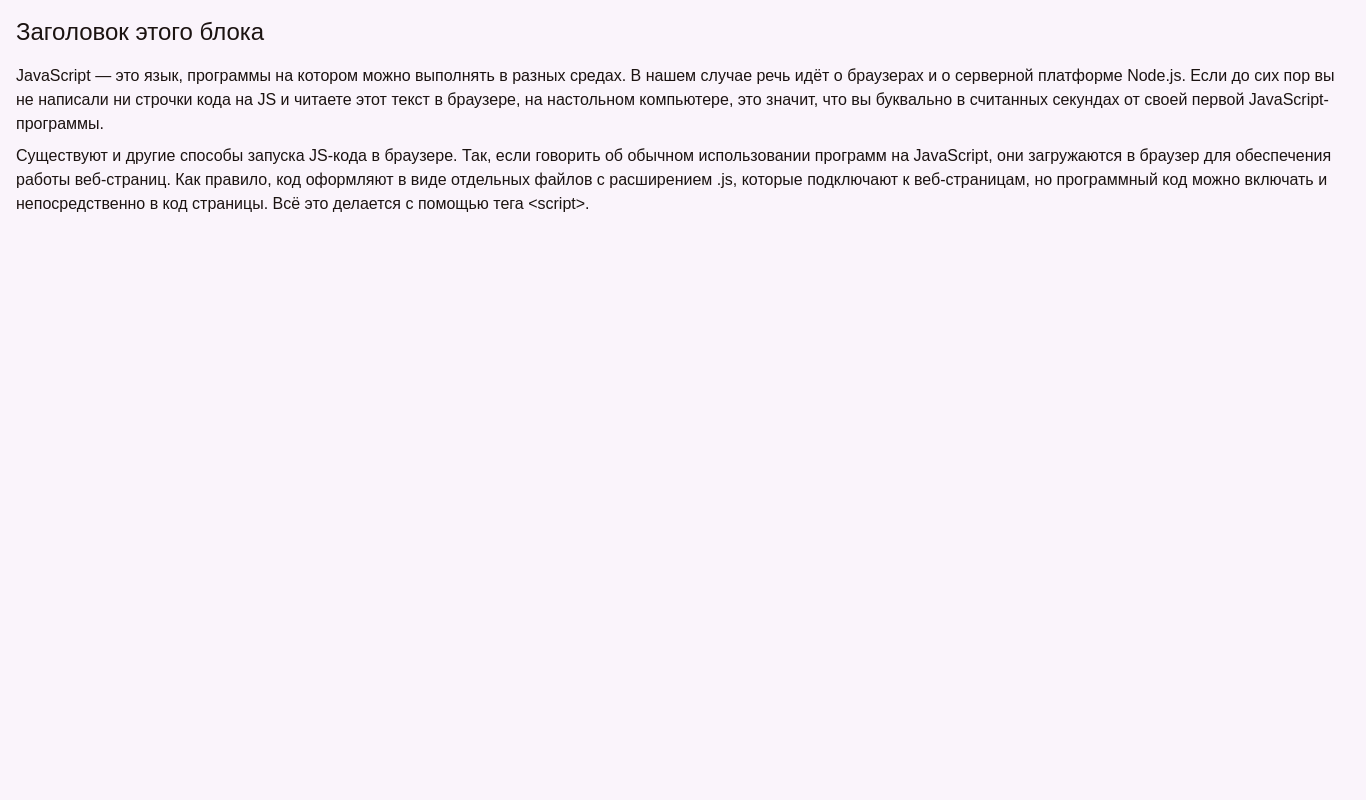 Заголовок этого блока
JavaScript — это язык, программы на котором можно выполнять в разных средах. В нашем случае речь идёт о браузерах и о серверной платформе Node.js. Если до сих пор вы
не написали ни строчки кода на JS и читаете этот текст в браузере, на настольном компьютере, это значит, что вы буквально в считанных секундах от своей первой JavaScript-
программы.
Существуют и другие способы запуска JS-кода в браузере. Так, если говорить об обычном использовании программ на JavaScript, они загружаются в браузер для обеспечения
работы веб-страниц. Как правило, код оформляют в виде отдельных файлов с расширением .js, которые подключают к веб-страницам, но программный код можно включать и
непосредственно в код страницы. Всё это делается с помощью тега <script>.